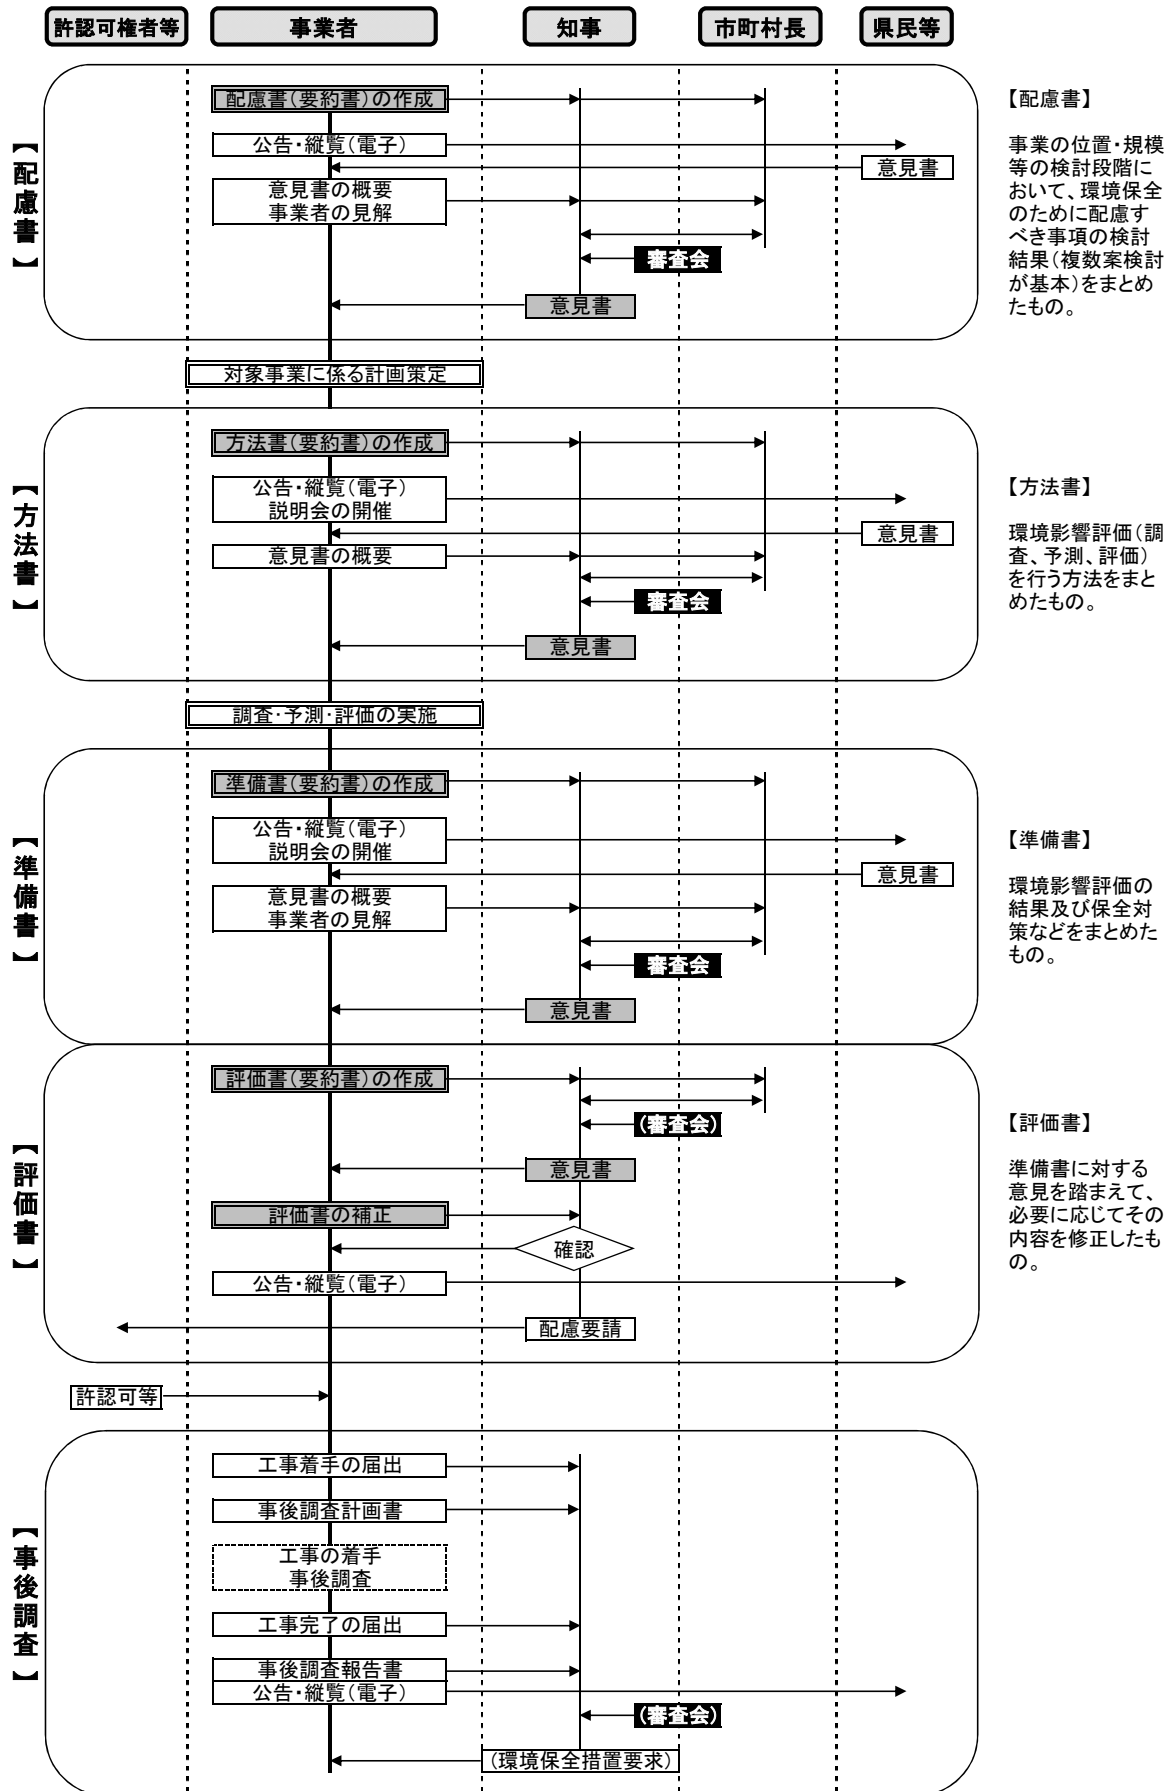 許認可権者等
事業者
知事
市町村長
県民等
【配慮書】
配慮書(要約書)の作成
公告・縦覧(電子)
意見書
意見書の概要
事業者の見解
審査会
意見書
【配慮書】
事業の位置・規模
等の検討段階に
おいて、環境保全
のために配慮す
べき事項の検討
結果(複数案検討
が基本)をまとめ
たもの。
対象事業に係る計画策定
【方法書】
方法書(要約書)の作成
公告・縦覧(電子)
説明会の開催
意見書
意見書の概要
審査会
意見書
【方法書】
環境影響評価(調
査、予測、評価)
を行う方法をまと
めたもの。
調査・予測・評価の実施
【準備書】
準備書(要約書)の作成
公告・縦覧(電子)
説明会の開催
意見書
意見書の概要
事業者の見解
審査会
意見書
【準備書】
環境影響評価の
結果及び保全対
策などをまとめた
もの。
【評価書】
評価書(要約書)の作成
(審査会)
意見書
評価書の補正
確認
公告・縦覧(電子)
配慮要請
【評価書】
準備書に対する
意見を踏まえて、
必要に応じてその
内容を修正したも
の。
許認可等
【事後調査】
工事着手の届出
事後調査計画書
工事の着手
事後調査
工事完了の届出
事後調査報告書
公告・縦覧(電子)
(審査会)
(環境保全措置要求)